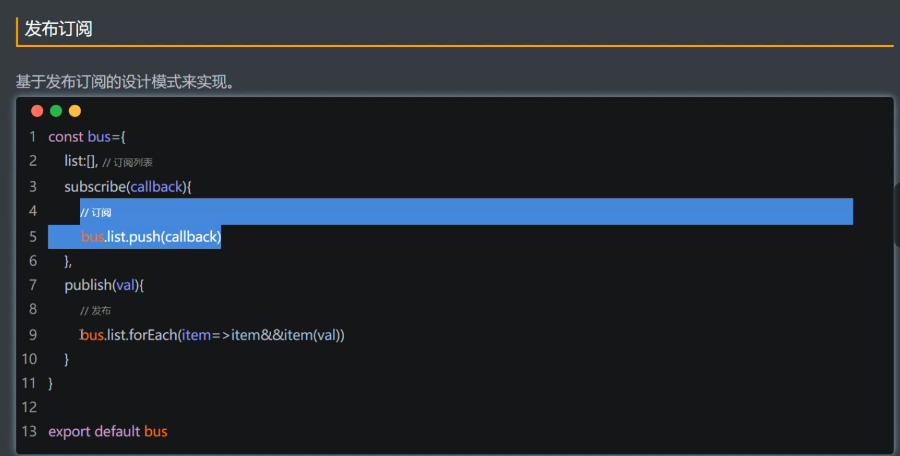 发布订阅
基于发布订阅的设计模式来实现。
1 const bus={
2 list:[], // 订阅列表
3 subscribe(callback){
4 // 订阅
5 bus.list.push(callback)
6 },
7 publish(val){
8 // 发布
9 bus.list.forEach(item=>item&&item(val))
10 }
11 }
12
13 export default bus